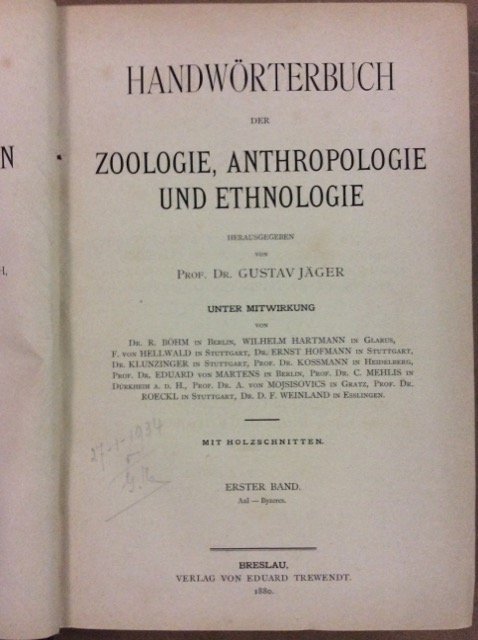 HANDWÖRTERBUCH
DER
ZOOLOGIE, ANTHROPOLOGIE
UND ETHNOLOGIE
HERAUSGEGEBEN
VON
PROF. DR. GUSTAV JÄGER
UNTER MITWIRKUNG
VON
DR. R. BÖHM IN BERLIN, WILHELM HARTMANN IN GLARUS,
F. VON HELLWALD IN STUTTGART, DR. ERNST HOFMANN IN STUTTGART,
DR. KLUNZINGER IN STUTTGART, PROF. DR. KOSSMANN IN HEIDELBERG,
PROF. DR. EDUARD VON MARTENS IN BERLIN, PROF. DR. C. MEHLIS IN
DÜRKHEIM A. D. H., PROF. DR. A. VON MOJSISOVICS IN GRATZ, PROF. DR.
ROECKL IN STUTTGART, DR. D. F. WEINLAND IN ESSLINGEN.
MIT HOLZSCHNITTEN.
27-1-1934
ERSTER BAND.
Aal — Byzeres.
BRESLAU,
VERLAG VON EDUARD TREWENDT.
1880.